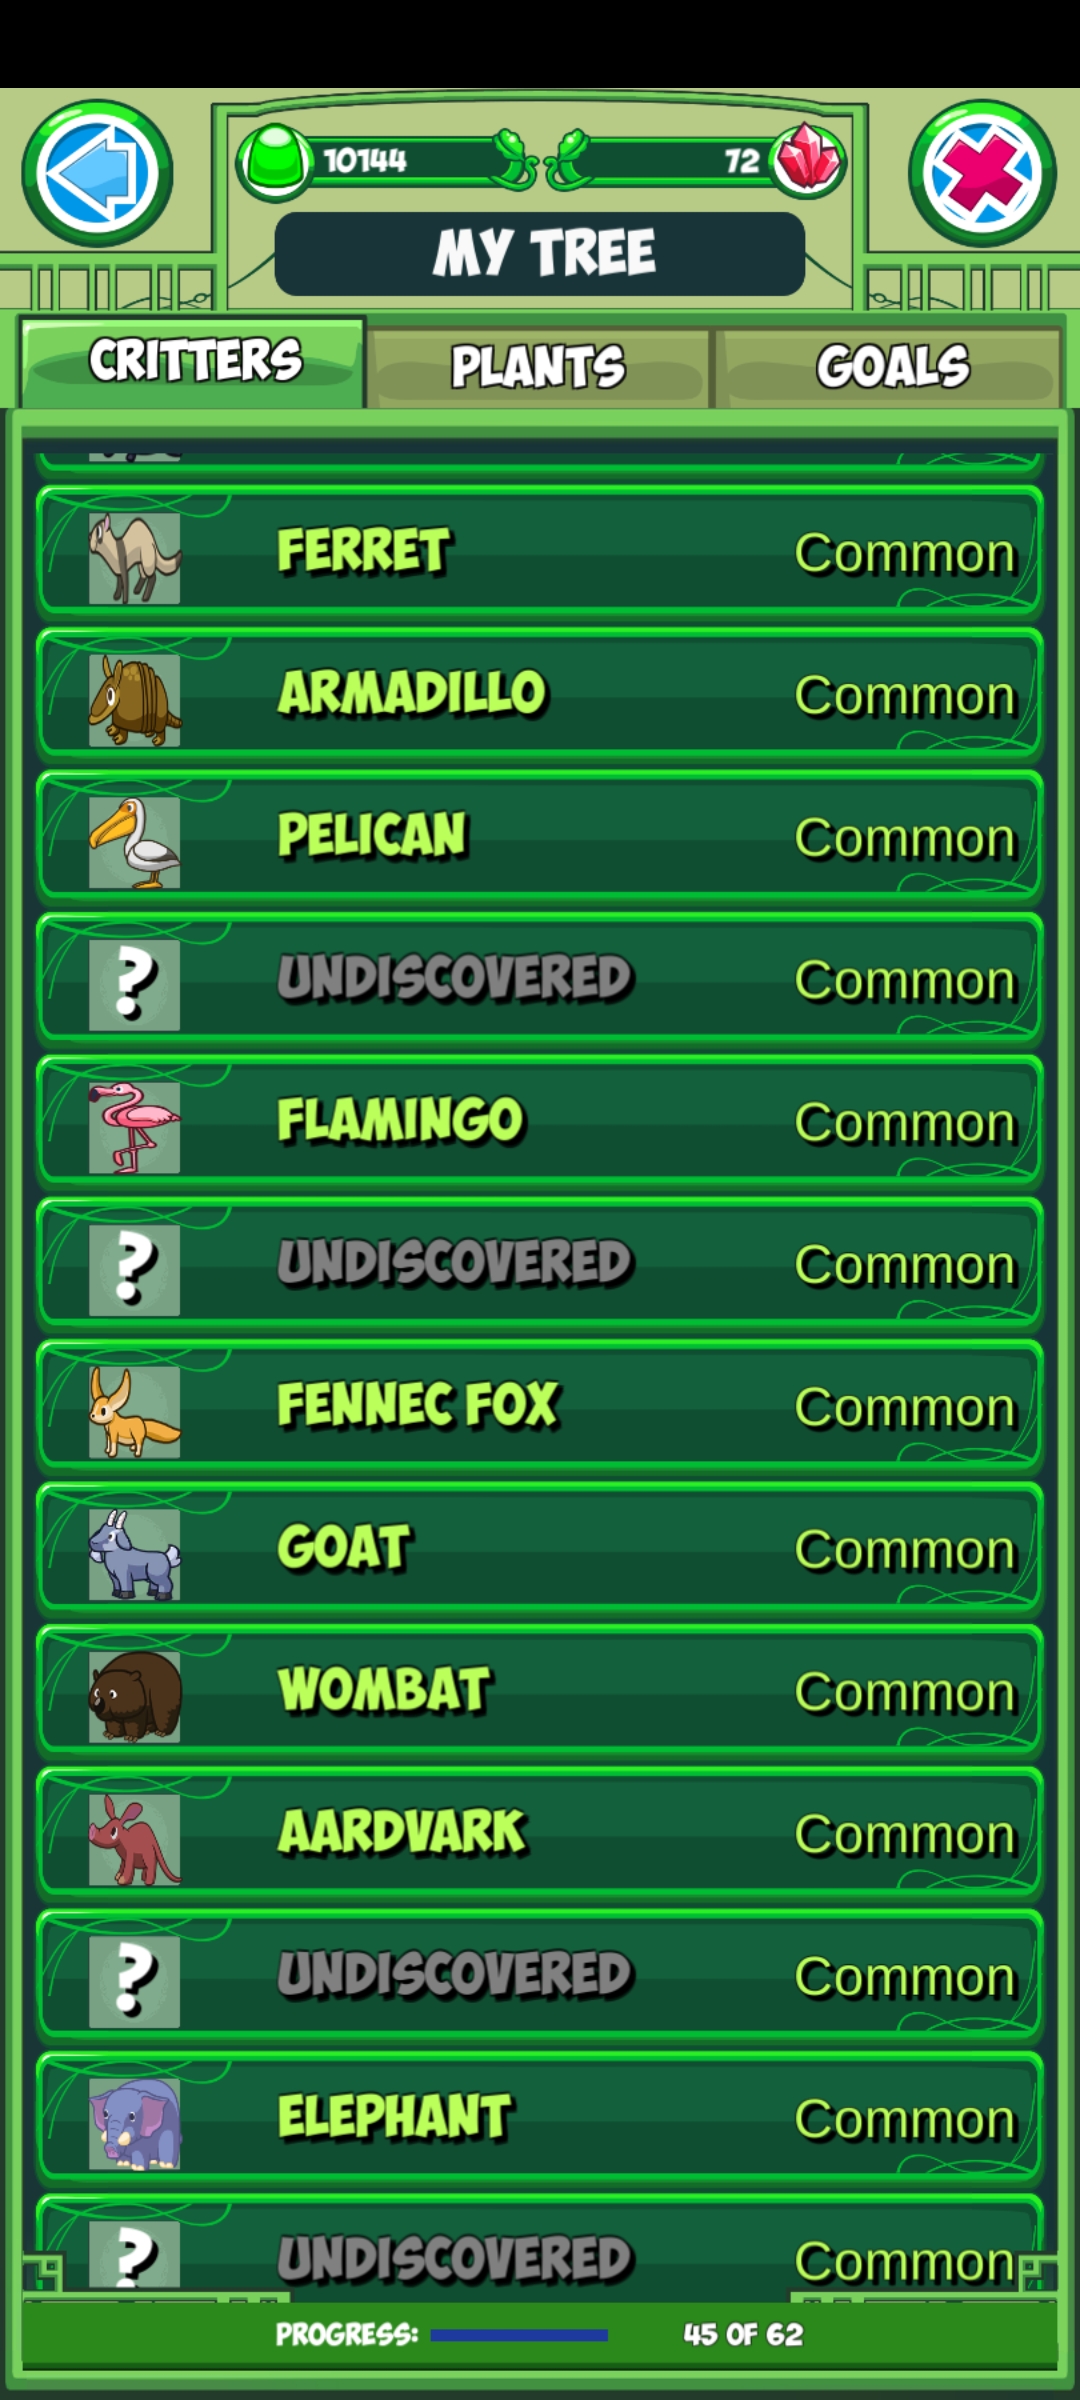 10144
72
MY TREE
CRITTERS PLANTS GOALS
FERRET Common
ARMADILLO Common
PELICAN Common
? UNDISCOVERED Common
FLAMINGO Common
? UNDISCOVERED Common
FENNEC FOX Common
GOAT Common
WOMBAT Common
AARDVARK Common
? UNDISCOVERED Common
ELEPHANT Common
? UNDISCOVERED Common
PROGRESS: 45 OF 62